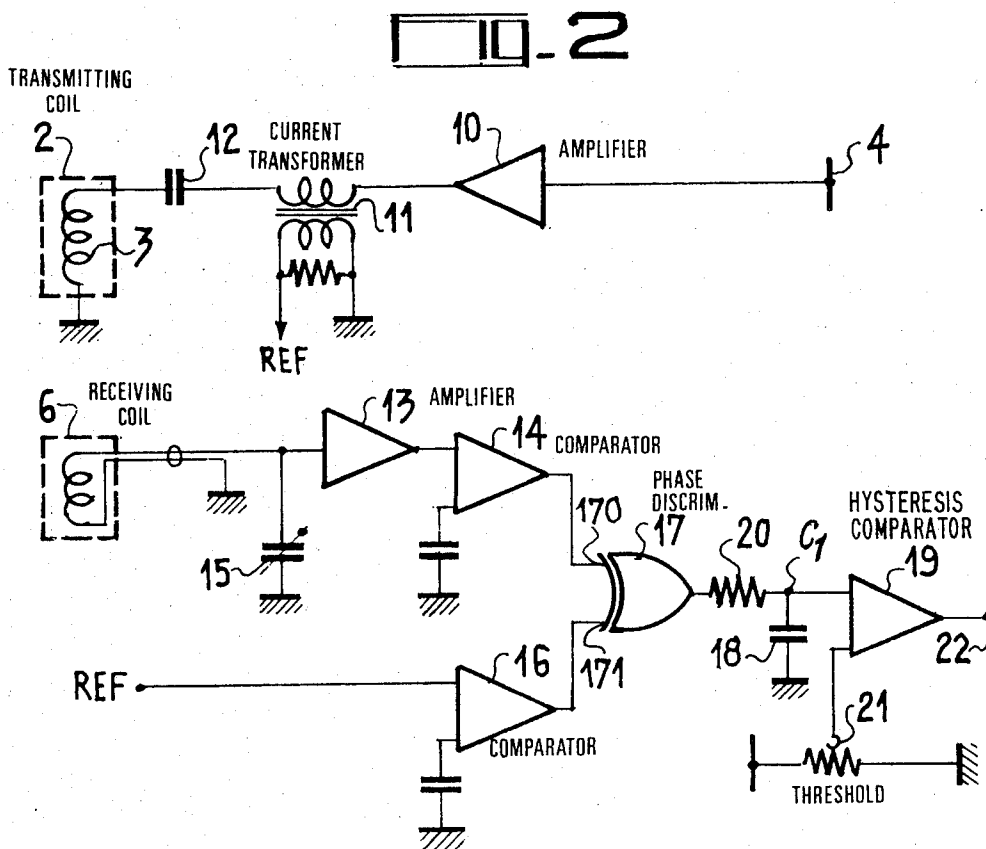 FIG. 2
TRANSMITTING
COIL
2
12
CURRENT
TRANSFORMER
10
AMPLIFIER
4
3
11
REF
6
RECEIVING
COIL
13
AMPLIFIER
14
COMPARATOR
PHASE
DISCRIM.
170
17
20
C1
HYSTERESIS
COMPARATOR
19
15
18
22
171
REF
16
COMPARATOR
21
THRESHOLD